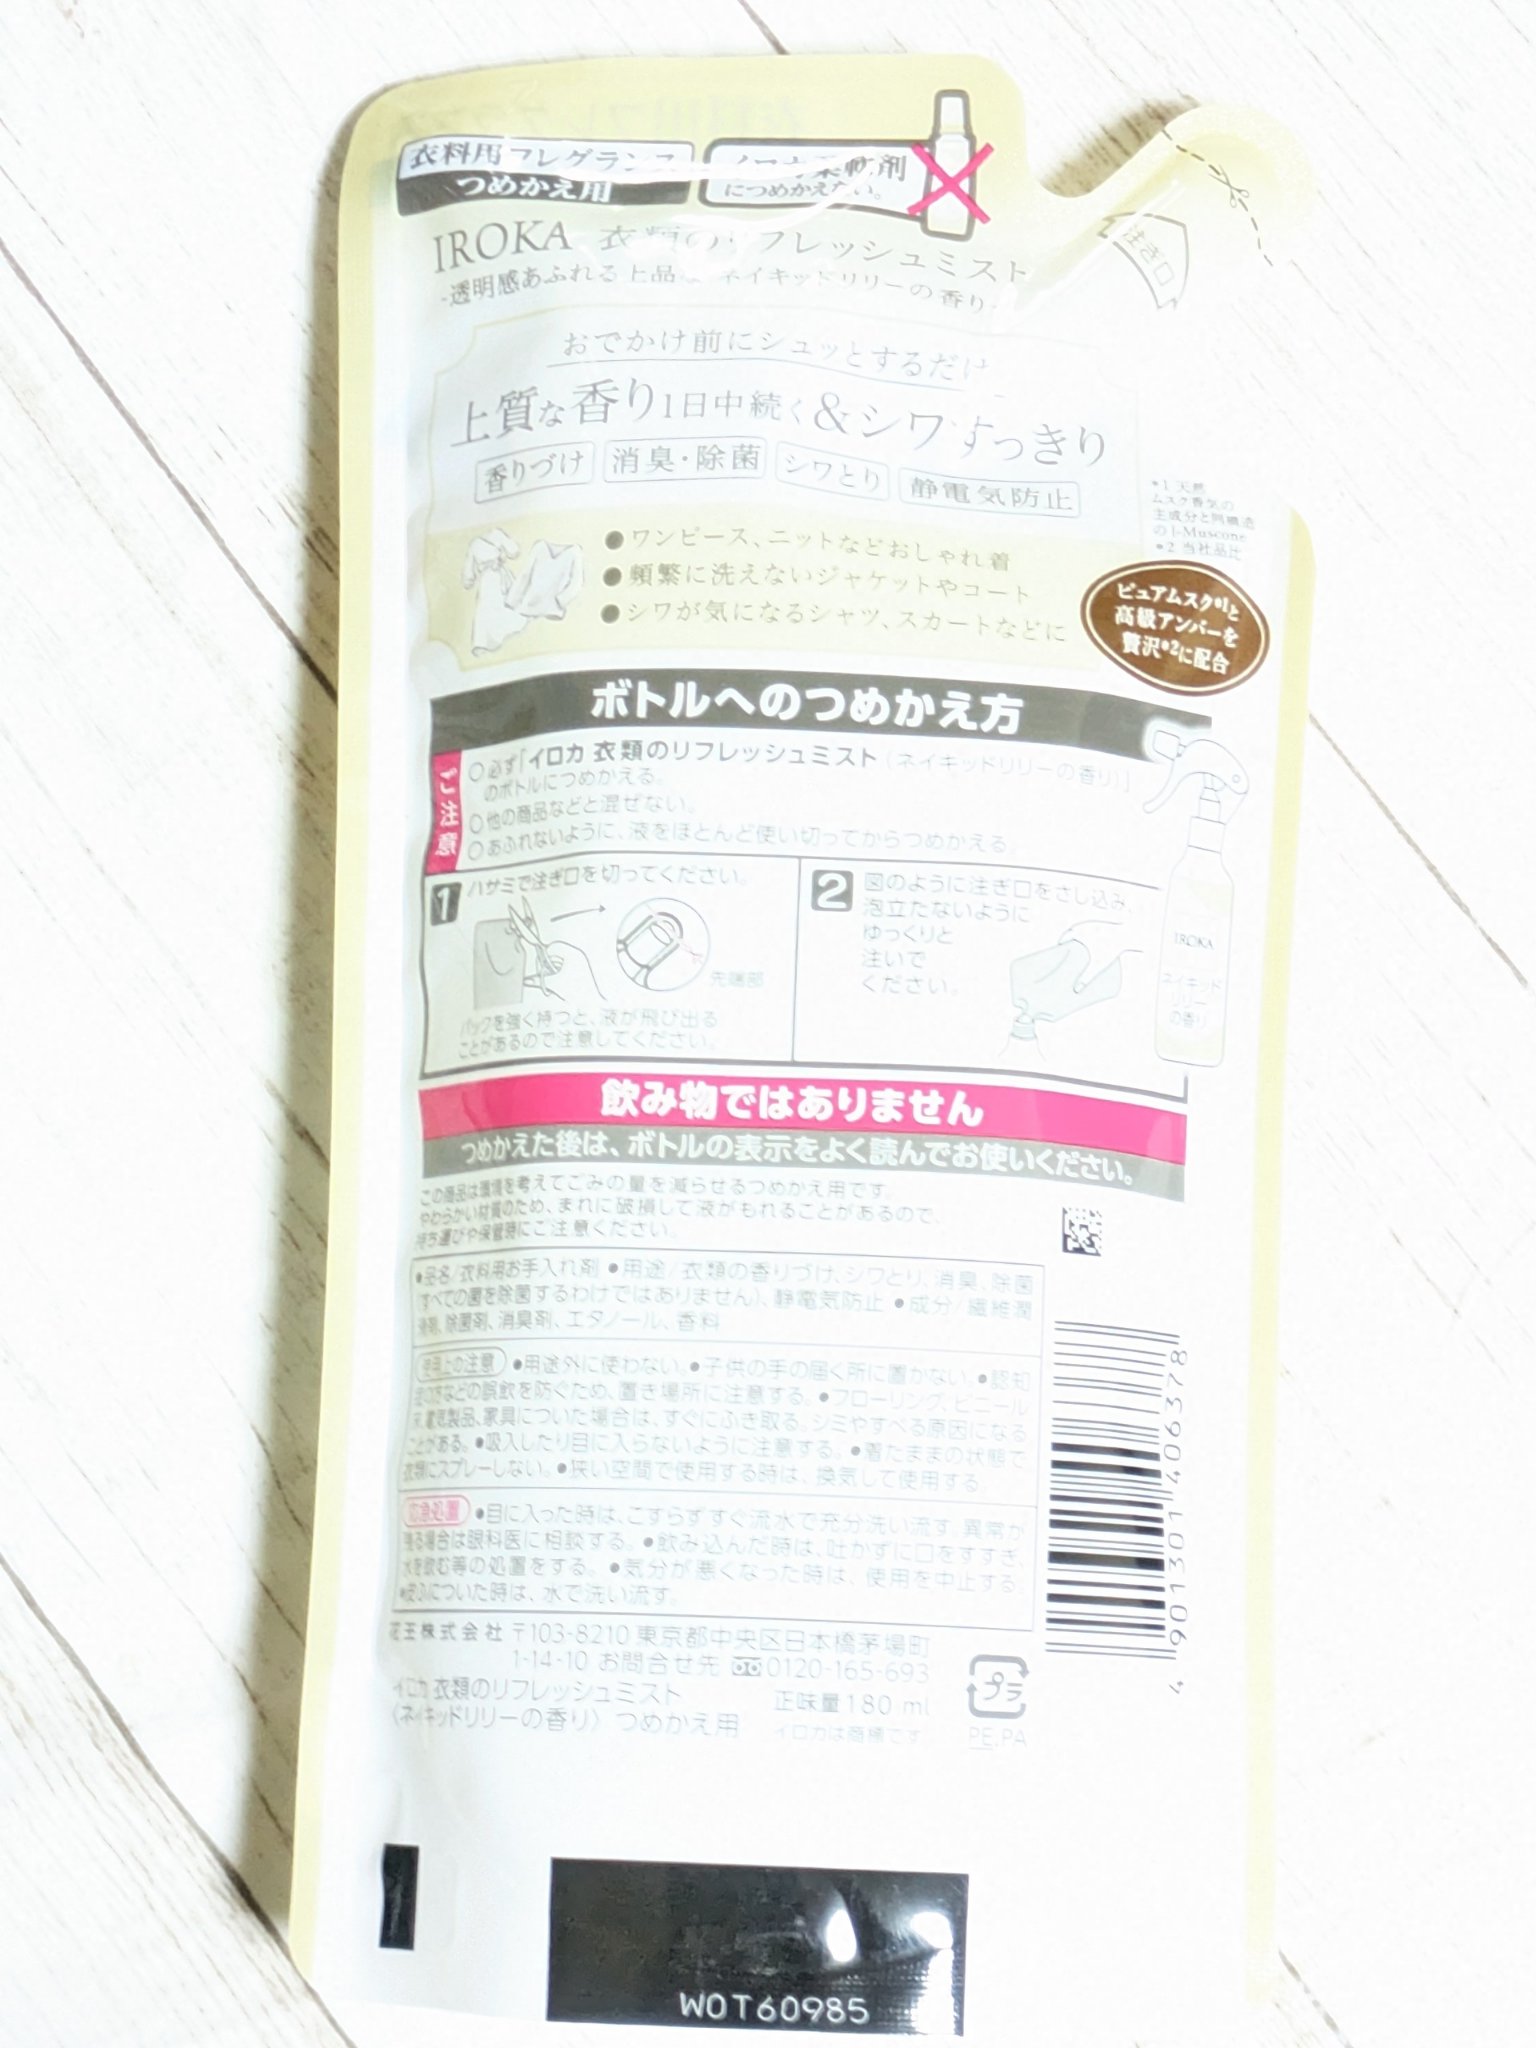 衣料用フレグランス
つめかえ用
イロカ柔軟剤
につめかえない。
注ぎ口
IROKA 衣類のリフレッシュミスト
-透明感あふれる上品な ネイキッドリリーの香り-
おでかけ前にシュッとするだけ
上質な香り1日中続く&シワすっきり
香りづけ 消臭・除菌 シワとり 静電気防止
*1 天然
ムスク香気の
主成分と同構造
のl-Muscone
*2 当社品比
●ワンピース、ニットなどおしゃれ着
●頻繁に洗えないジャケットやコート
●シワが気になるシャツ、スカートなどに
ピュアムスク*1と
高級アンバーを
贅沢*2に配合
ボトルへのつめかえ方
ご注意
○必ず「イロカ 衣類のリフレッシュミスト(ネイキッドリリーの香り)」
のボトルにつめかえる。
○他の商品などと混ぜない。
○あふれないように、液をほとんど使い切ってからつめかえる。
1 ハサミで注ぎ口を切ってください。
先端部
パックを強く持つと、液が飛び出る
ことがあるので注意してください。
2 図のように注ぎ口をさし込み、
泡立たないように
ゆっくりと
注いで
ください。
IROKA
ネイキッド
リリー
の香り
飲み物ではありません
つめかえた後は、ボトルの表示をよく読んでお使いください。
この商品は環境を考えてごみの量を減らせるつめかえ用です。
やわらかい材質のため、まれに破損して液がもれることがあるので、
持ち運びや保管時にご注意ください。
●品名/衣料用お手入れ剤 ●用途/衣類の香りづけ、シワとり、消臭、除菌
(すべての菌を除菌するわけではありません)、静電気防止 ●成分/繊維潤
滑剤、除菌剤、消臭剤、エタノール、香料
使用上の注意 ●用途外に使わない。●子供の手の届く所に置かない。●認知
症の方などの誤飲を防ぐため、置き場所に注意する。●フローリング、ビニール
床、電気製品、家具についた場合は、すぐにふき取る。シミやすべる原因になる
ことがある。●吸入したり目に入らないように注意する。●着たままの状態で
衣類にスプレーしない。●狭い空間で使用する時は、換気して使用する。
応急処置 ●目に入った時は、こすらずすぐ流水で充分洗い流す。異常が
残る場合は眼科医に相談する。●飲み込んだ時は、吐かずに口をすすぎ、
水を飲む等の処置をする。●気分が悪くなった時は、使用を中止する。
●皮ふについた時は、水で洗い流す。
花王株式会社 〒103-8210 東京都中央区日本橋茅場町
1-14-10 お問合せ先 0120-165-693
イロカ 衣類のリフレッシュミスト
〈ネイキッドリリーの香り〉 つめかえ用
正味量180 ml
イロカは商標です。
プラ
PE,PA
4 901301 406378
WOT60985